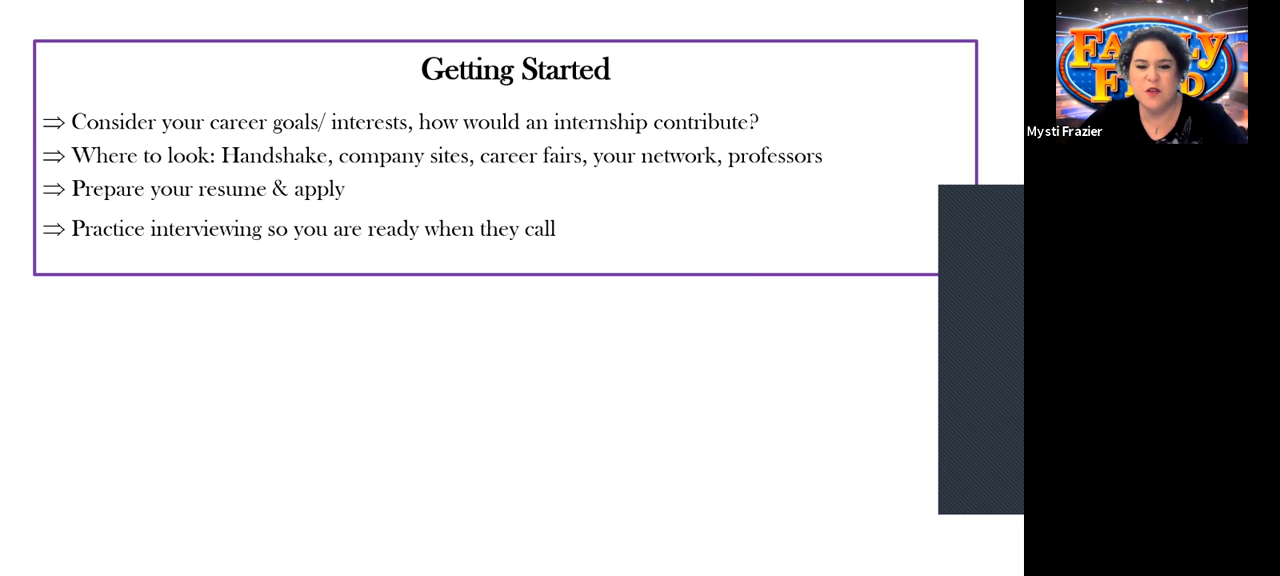 Getting Started
⇒ Consider your career goals/ interests, how would an internship contribute?
⇒ Where to look: Handshake, company sites, career fairs, your network, professors
⇒ Prepare your resume & apply
⇒ Practice interviewing so you are ready when they call
FAMILY
Mysti Frazier